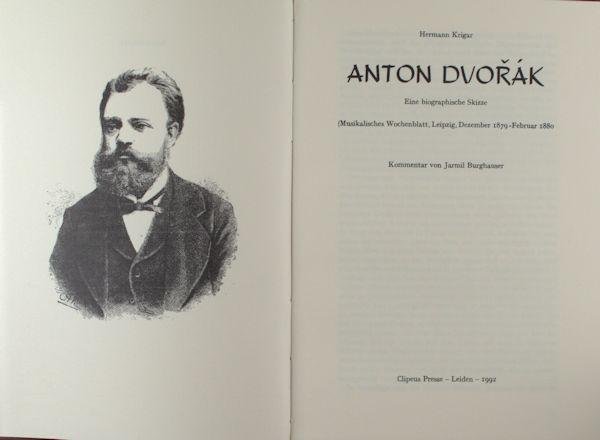 Hermann Krigar
ANTON DVOŘÁK
Eine biographische Skizze
(Musikalisches Wochenblatt, Leipzig, Dezember 1879-Februar 1880
Kommentar von Jarmil Burghauser
Clipeus Presse – Leiden – 1992